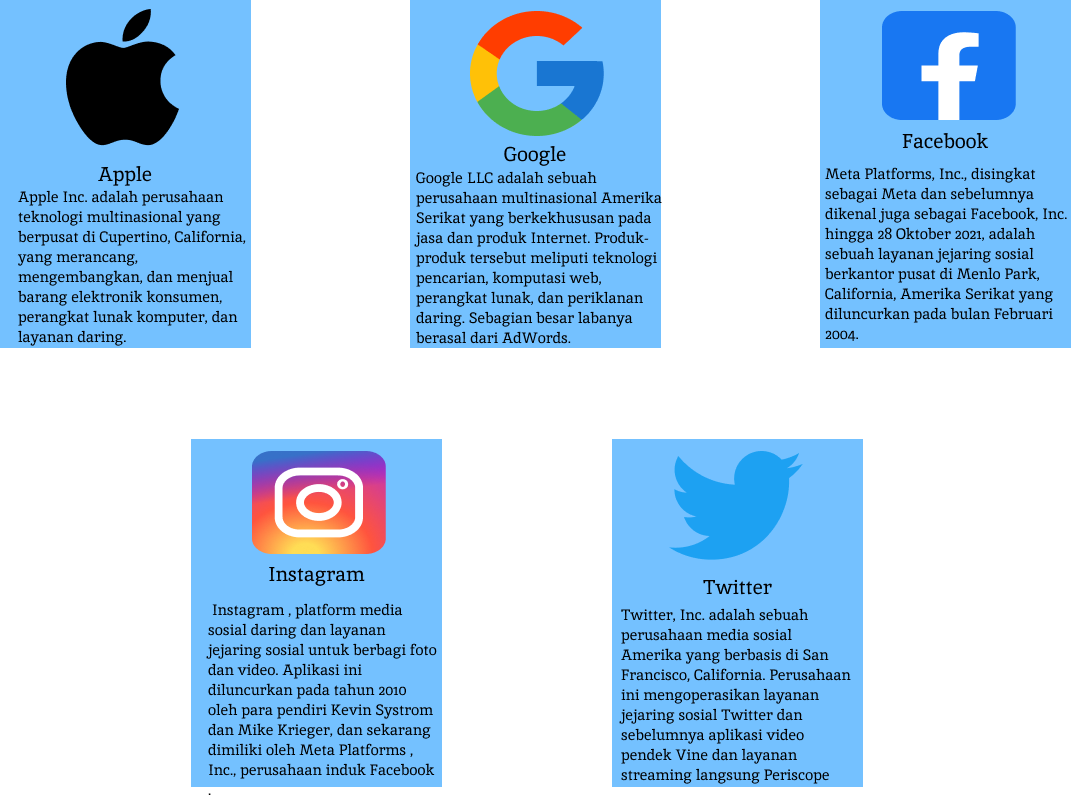 Apple
Apple Inc. adalah perusahaan
teknologi multinasional yang
berpusat di Cupertino, California,
yang merancang,
mengembangkan, dan menjual
barang elektronik konsumen,
perangkat lunak komputer, dan
layanan daring.
Google
Google LLC adalah sebuah
perusahaan multinasional Amerika
Serikat yang berkekhususan pada
jasa dan produk Internet. Produk-
produk tersebut meliputi teknologi
pencarian, komputasi web,
perangkat lunak, dan periklanan
daring. Sebagian besar labanya
berasal dari AdWords.
Facebook
Meta Platforms, Inc., disingkat
sebagai Meta dan sebelumnya
dikenal juga sebagai Facebook, Inc.
hingga 28 Oktober 2021, adalah
sebuah layanan jejaring sosial
berkantor pusat di Menlo Park,
California, Amerika Serikat yang
diluncurkan pada bulan Februari
2004.
Instagram
Instagram , platform media
sosial daring dan layanan
jejaring sosial untuk berbagi foto
dan video. Aplikasi ini
diluncurkan pada tahun 2010
oleh para pendiri Kevin Systrom
dan Mike Krieger, dan sekarang
dimiliki oleh Meta Platforms ,
Inc., perusahaan induk Facebook
.
Twitter
Twitter, Inc. adalah sebuah
perusahaan media sosial
Amerika yang berbasis di San
Francisco, California. Perusahaan
ini mengoperasikan layanan
jejaring sosial Twitter dan
sebelumnya aplikasi video
pendek Vine dan layanan
streaming langsung Periscope